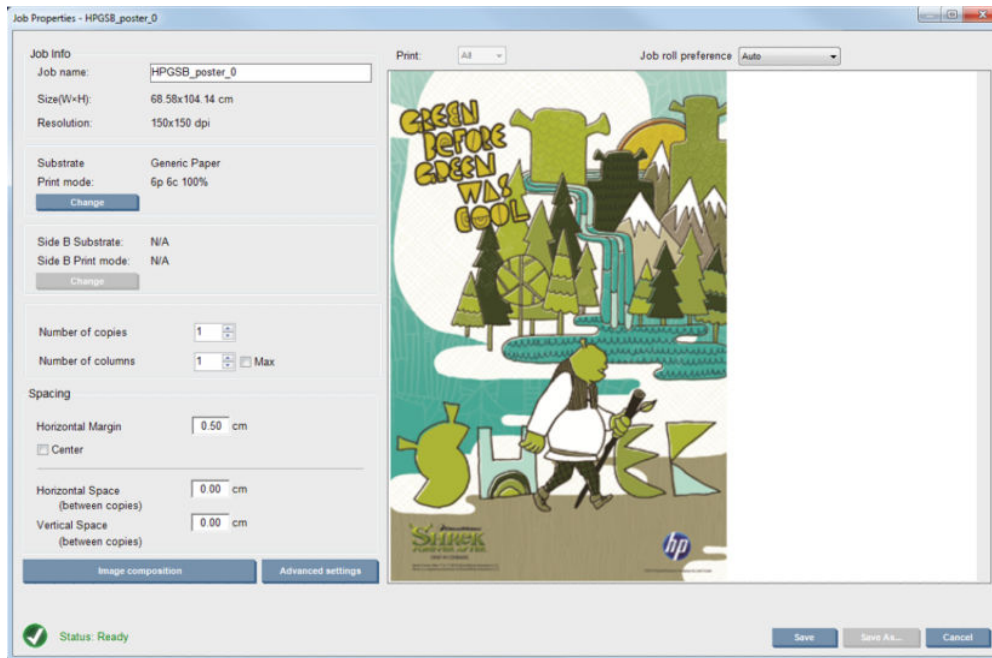 Job Properties - HPGSB_poster_0
Job Info
Job name: HPGSB_poster_0
Size(W×H): 68.58x104.14 cm
Resolution: 150x150 dpi
Substrate Generic Paper
Print mode: 6p 6c 100%
Change
Side B Substrate: N/A
Side B Print mode: N/A
Change
Number of copies 1
Number of columns 1 Max
Spacing
Horizontal Margin 0.50 cm
Center
Horizontal Space 0.00 cm
(between copies)
Vertical Space 0.00 cm
(between copies)
Image composition Advanced settings
Print: All Job roll preference Auto
GREEN
BEFORE
GREEN
WAS
COOL
SHREK
SHREK
FOREVER AFTER
hp
Status: Ready
Save Save As... Cancel